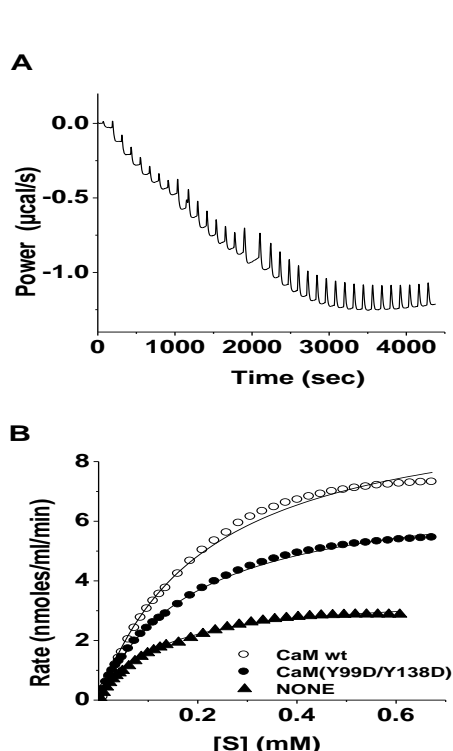 A
Power (µcal/s)
0.0
-0.5
-1.0
0 1000 2000 3000 4000
Time (sec)
B
Rate (nmoles/ml/min)
8
6
4
2
0
CaM wt
CaM(Y99D/Y138D)
NONE
0.2 0.4 0.6
[S] (mM)